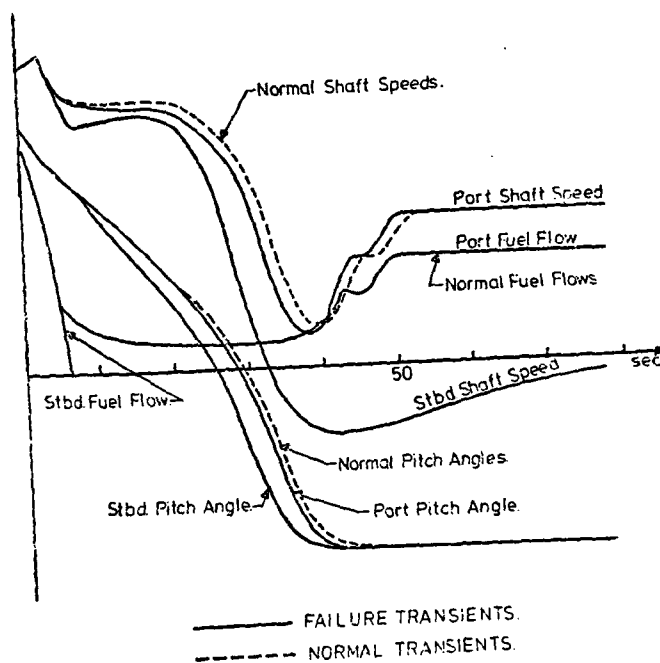 Normal Shaft Speeds.
Port Shaft Speed
Port Fuel Flow
Normal Fuel Flows
50
sec
Stbd. Fuel Flow.
Stbd Shaft Speed
Normal Pitch Angles.
Stbd. Pitch Angle.
Port Pitch Angle.
FAILURE TRANSIENTS.
NORMAL TRANSIENTS.